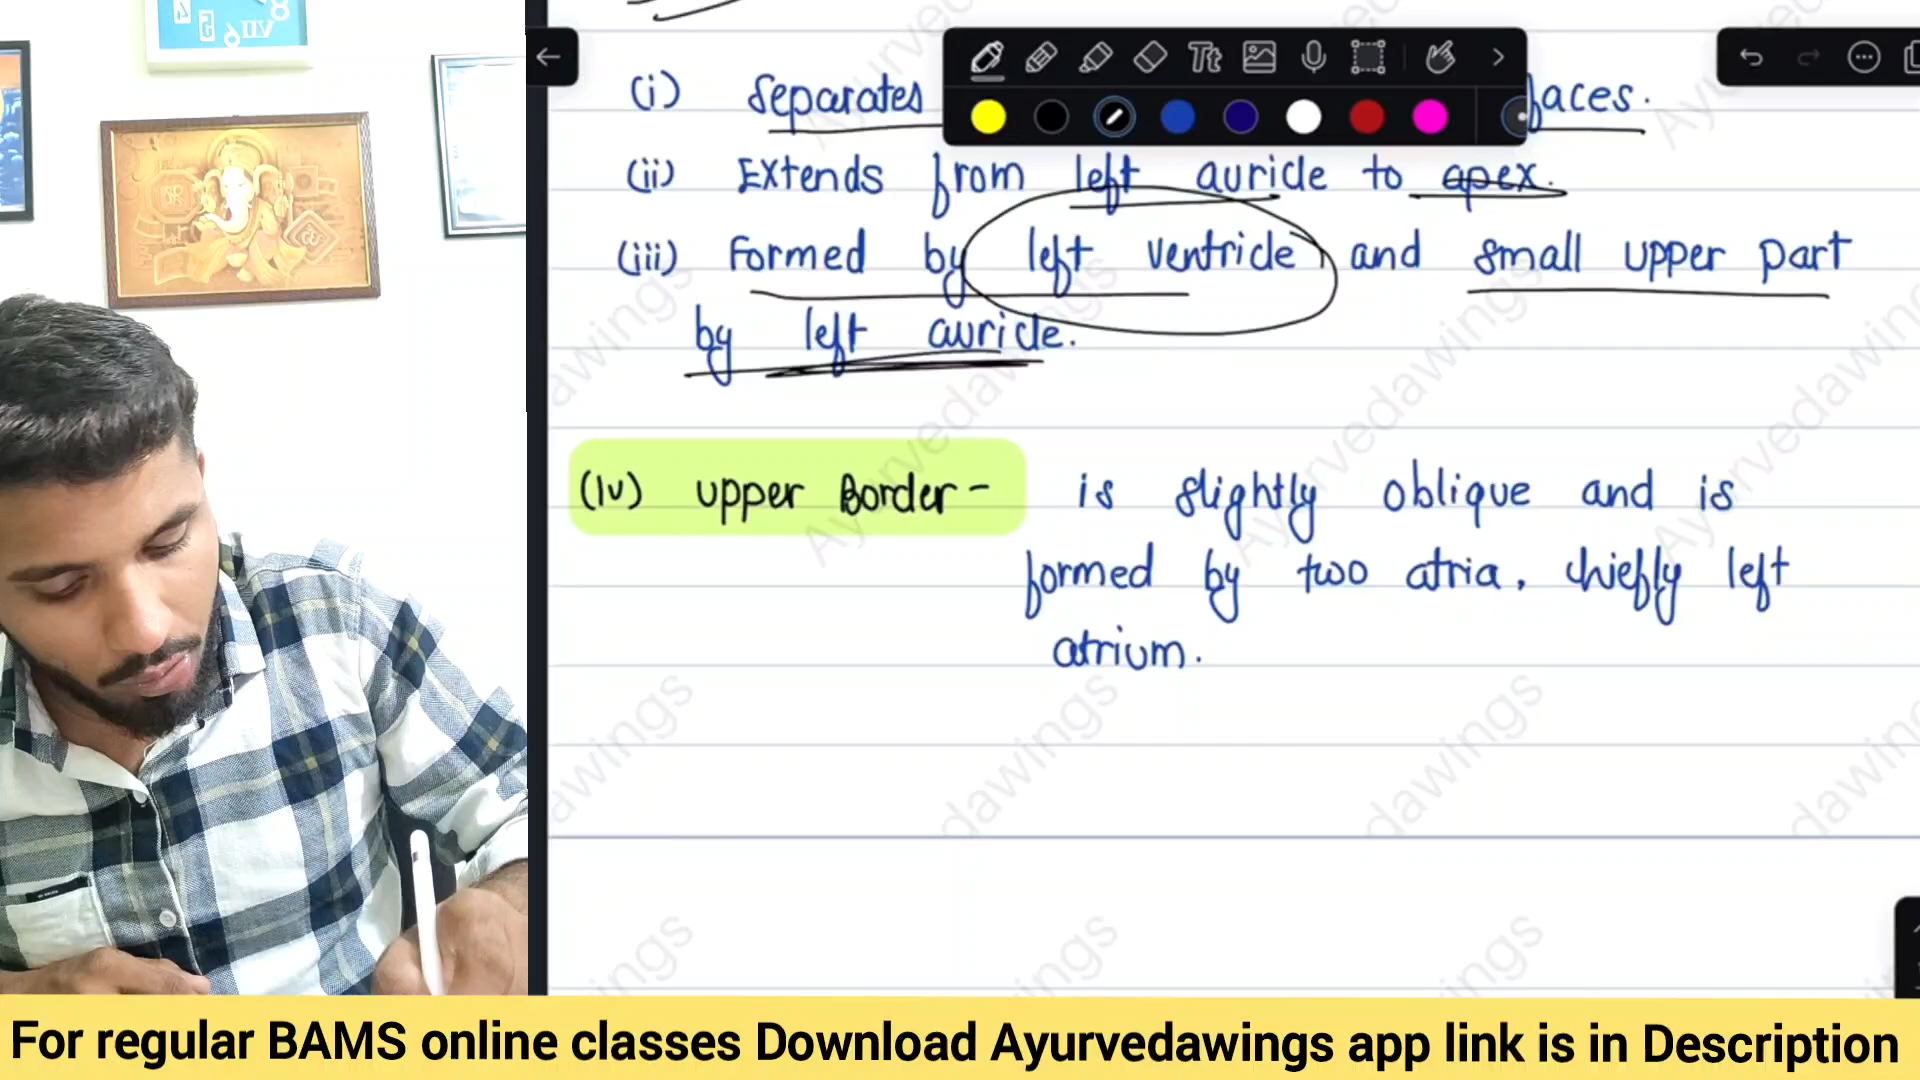 (i) Separates faces.
(ii) Extends from left auricle to apex.
(iii) Formed by left ventricle and small upper part
by left auricle.
(iv) upper Border- is slightly oblique and is
formed by two atria, chiefly left
atrium.
For regular BAMS online classes Download Ayurvedawings app link is in Description